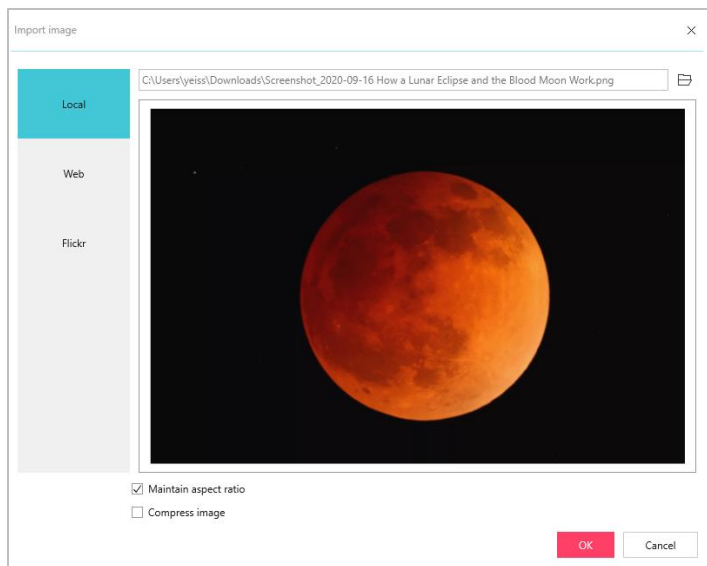 Import image
Local
C:\Users\yeiss\Downloads\Screenshot_2020-09-16 How a Lunar Eclipse and the Blood Moon Work.png
Web
Flickr
Maintain aspect ratio
Compress image
OK Cancel